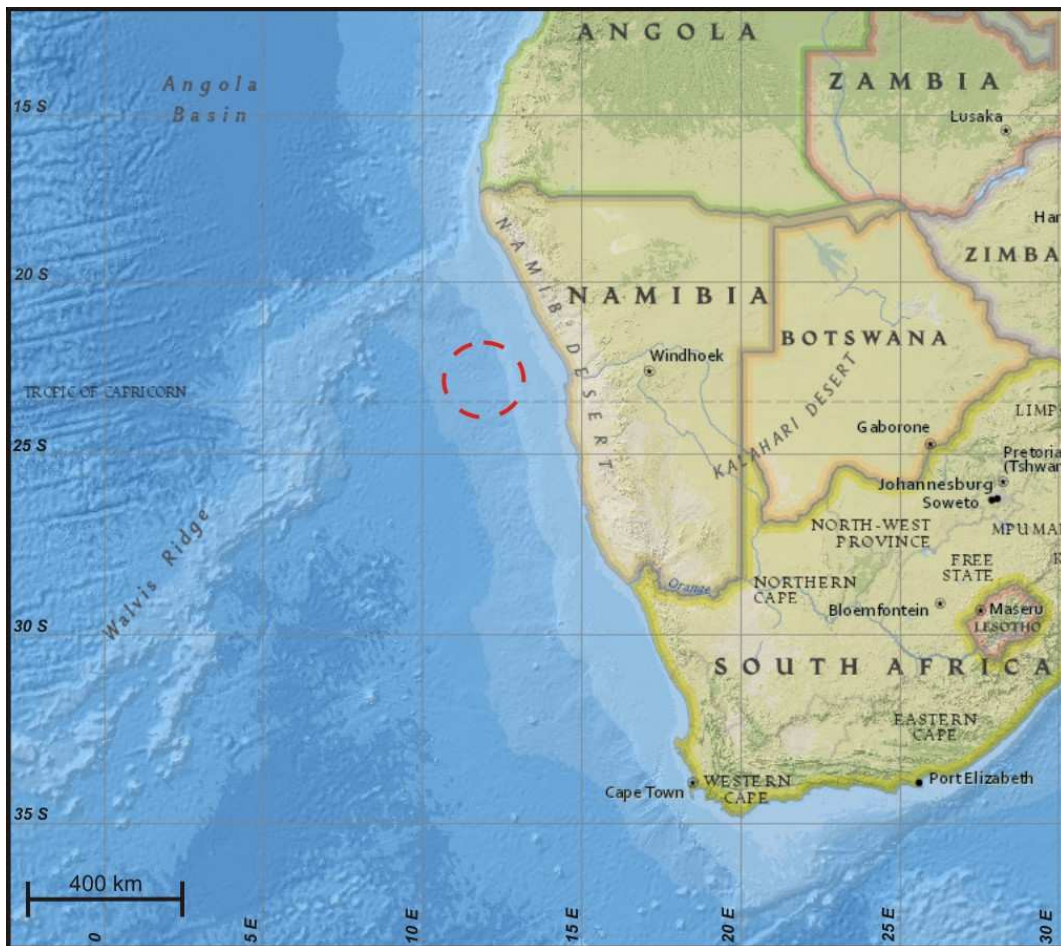 ANGOLA
Angola
Basin
ZAMBIA
Lusaka
15 S
Har
ZIMBA
20 S
NAMIB DESERT
NAMIBIA
BOTSWANA
Windhoek
TROPIC OF CAPRICORN
KALAHARI DESERT
LIMP
Gaborone
25 S
Pretoria
(Tshwan
Johannesburg
Soweto
Walvis Ridge
NORTH-WEST
PROVINCE
MPUMA
FREE
STATE
K
Orange
NORTHERN
CAPE
Bloemfontein
Maseru
LESOTHO
30 S
SOUTH AFRICA
EASTERN
CAPE
Port Elizabeth
Cape Town
WESTERN
CAPE
35 S
400 km
0
5 E
10 E
15 E
20 E
25 E
30 E